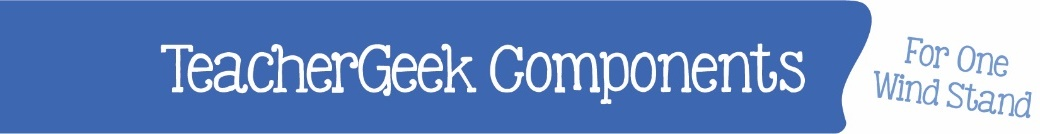 TeacherGeek Components
For One
Wind Stand